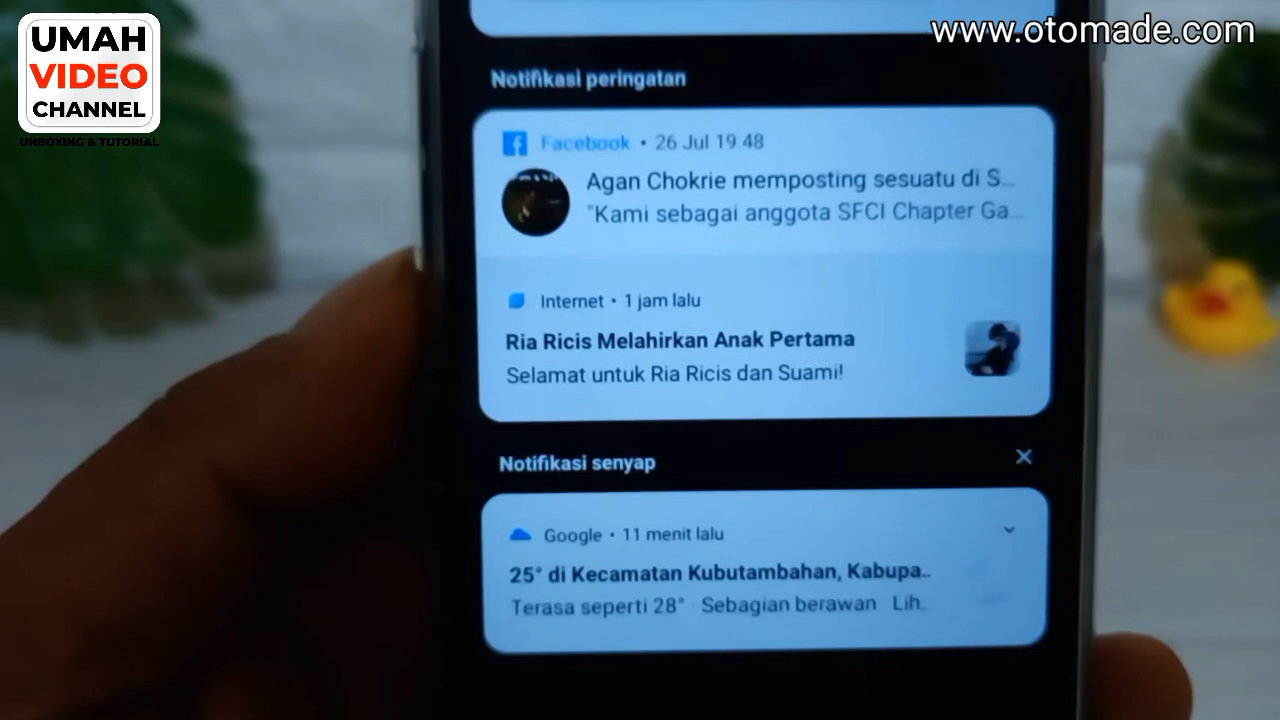 UMAH
VIDEO
CHANNEL
UNBOXING & TUTORIAL
www.otomade.com
Notifikasi peringatan
Facebook • 26 Jul 19.48
Agan Chokrie memposting sesuatu di S...
"Kami sebagai anggota SFCI Chapter Ga...
Internet • 1 jam lalu
Ria Ricis Melahirkan Anak Pertama
Selamat untuk Ria Ricis dan Suami!
Notifikasi senyap
Google • 11 menit lalu
25° di Kecamatan Kubutambahan, Kabupa..
Terasa seperti 28° Sebagian berawan Lih..